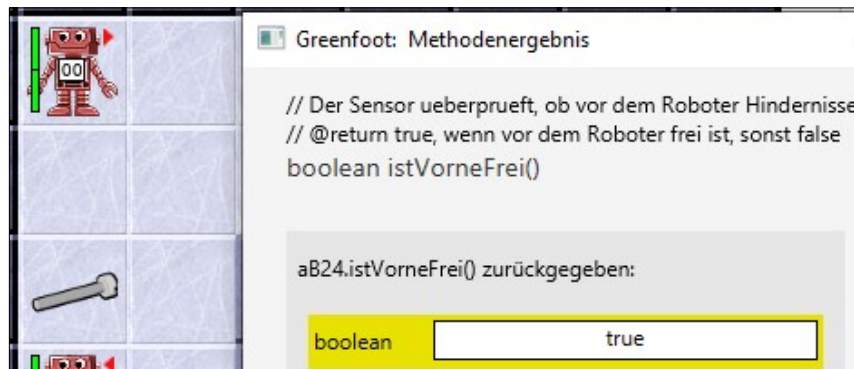 00
Greenfoot: Methodenergebnis
// Der Sensor ueberprueft, ob vor dem Roboter Hindernisse
// @return true, wenn vor dem Roboter frei ist, sonst false
boolean istVorneFrei()
aB24.istVorneFrei() zurückgegeben:
boolean
true